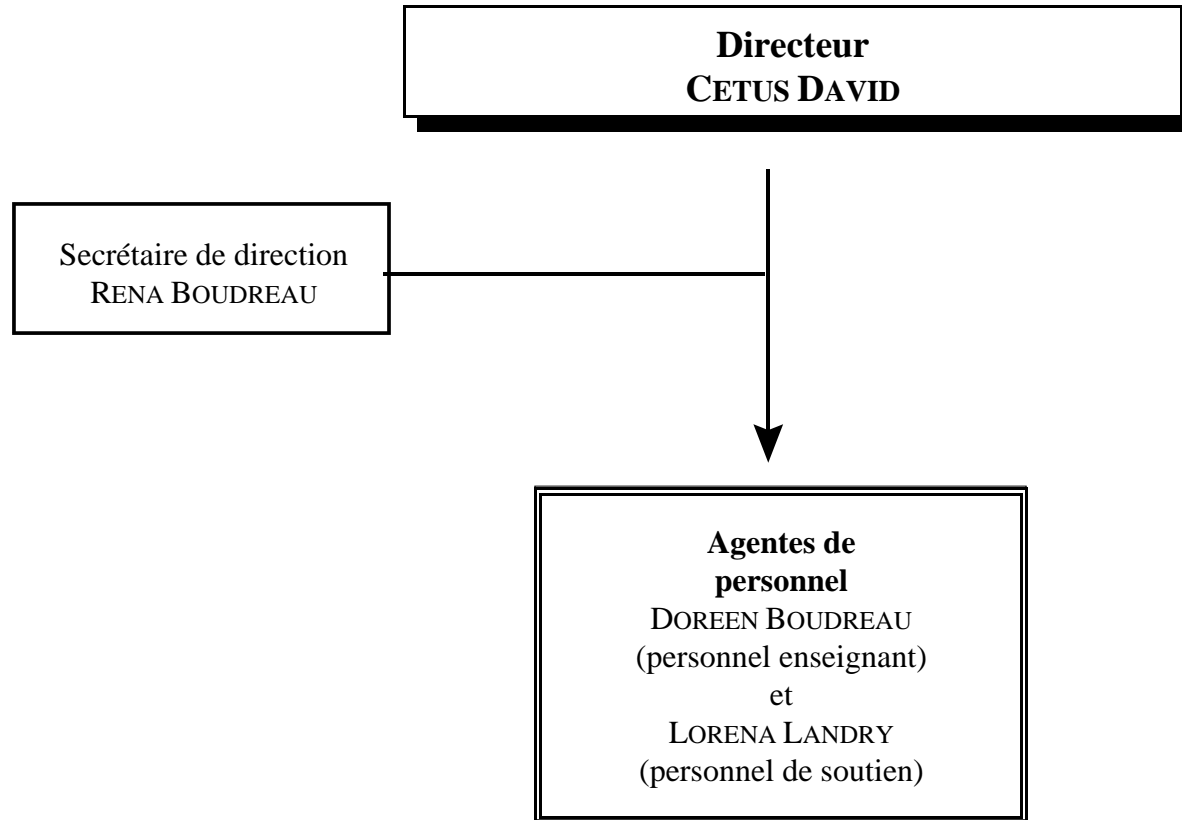 Directeur
CETUS DAVID
Secrétaire de direction
RENA BOUDREAU
Agentes de
personnel
DOREEN BOUDREAU
(personnel enseignant)
et
LORENA LANDRY
(personnel de soutien)